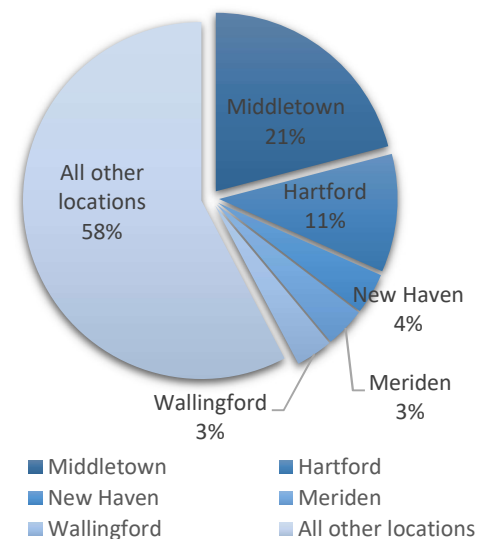 Middletown
21%
All other
locations
58%
Hartford
11%
New Haven
4%
Meriden
3%
Wallingford
3%
Middletown
Hartford
New Haven
Meriden
Wallingford
All other locations